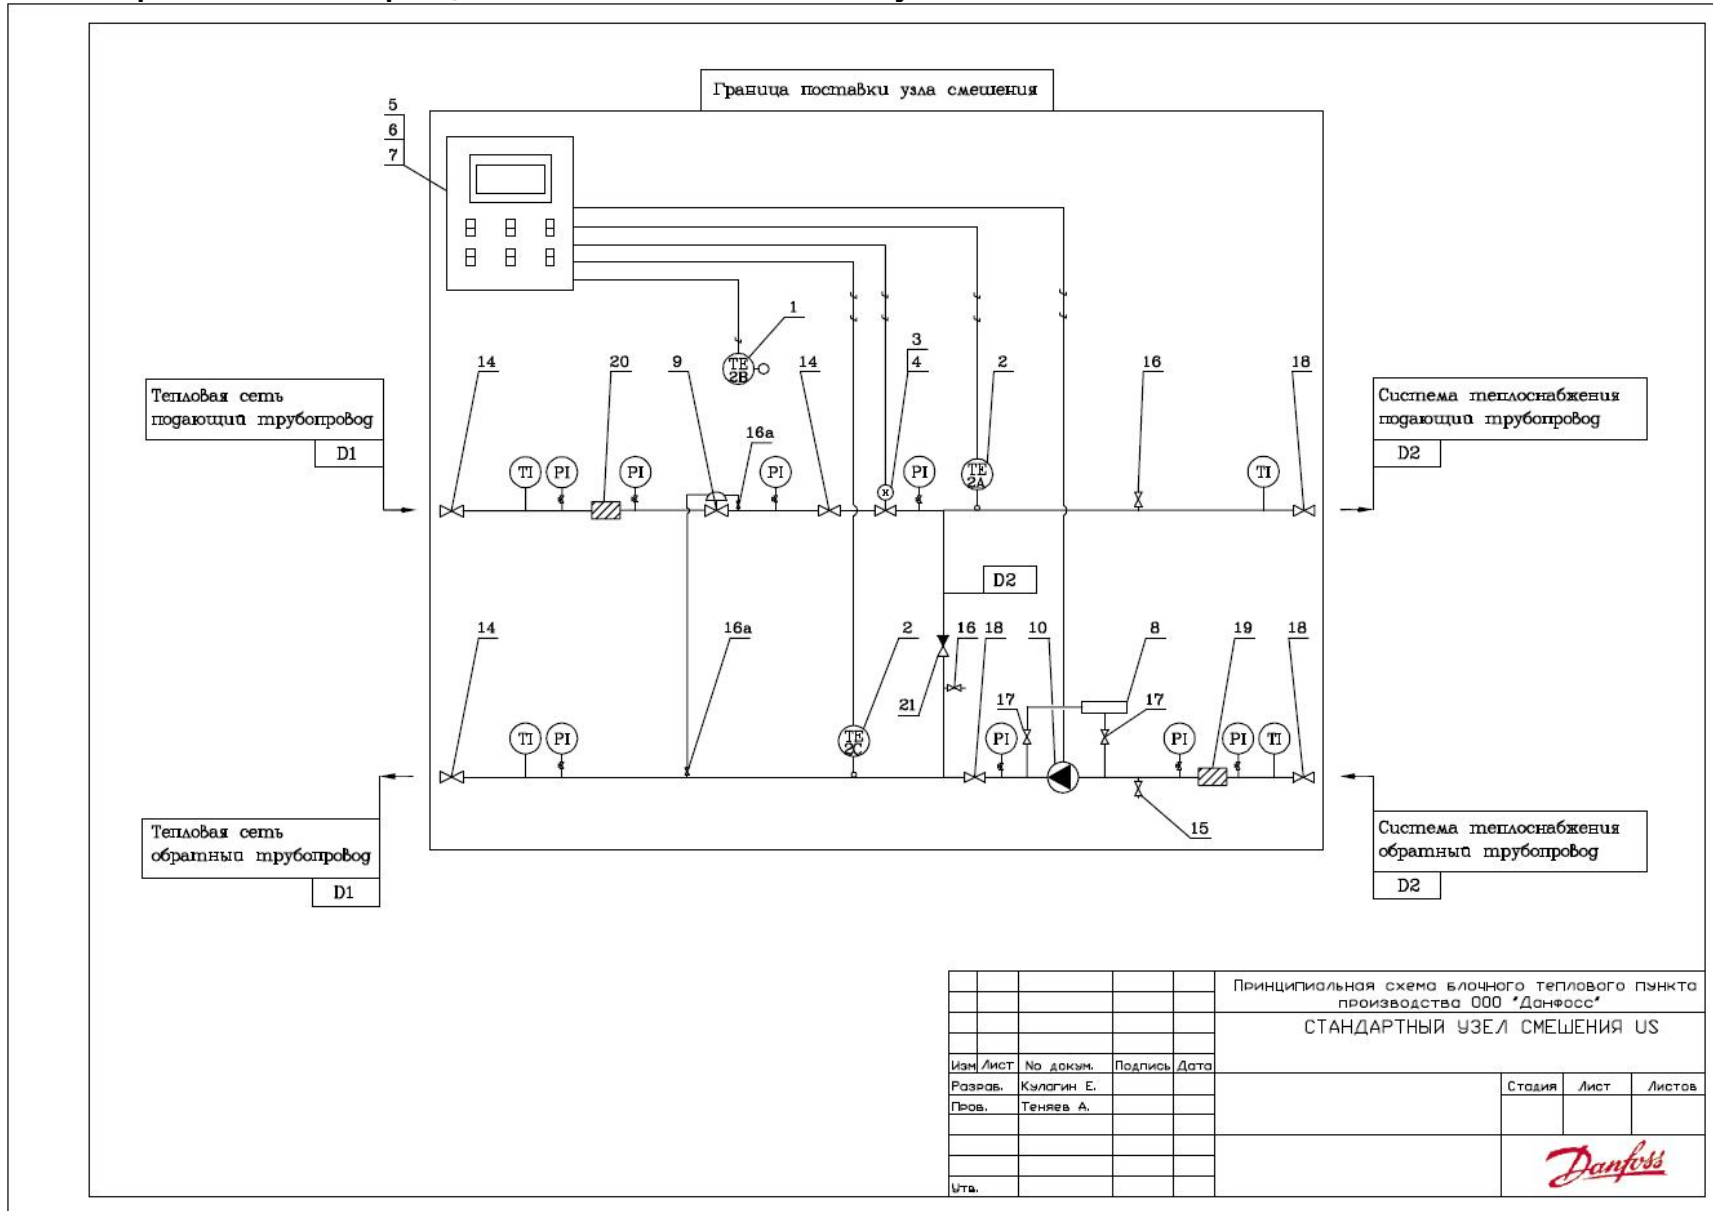 Граница поставки узла смешения
5
6
7
1
14
20
9
14
3
4
2
16
18
TE
2B
Тепловая сеть
подающий трубопровод
D1
Система теплоснабжения
подающий трубопровод
D2
16a
TI
PI
PI
PI
PI
TE
2A
TI
D2
14
16a
2
16
18
10
8
19
18
21
17
17
TI
PI
TE
2C
PI
PI
PI
TI
15
Тепловая сеть
обратный трубопровод
D1
Система теплоснабжения
обратный трубопровод
D2
Принципиальная схема блочного теплового пункта
производства ООО "Данфосс"
СТАНДАРТНЫЙ УЗЕЛ СМЕШЕНИЯ US
Изм Лист No докум. Подпись Дата
Разраб. Кулагин Е.
Стадия Лист Листов
Пров. Теняев А.
Danfoss
Утв.